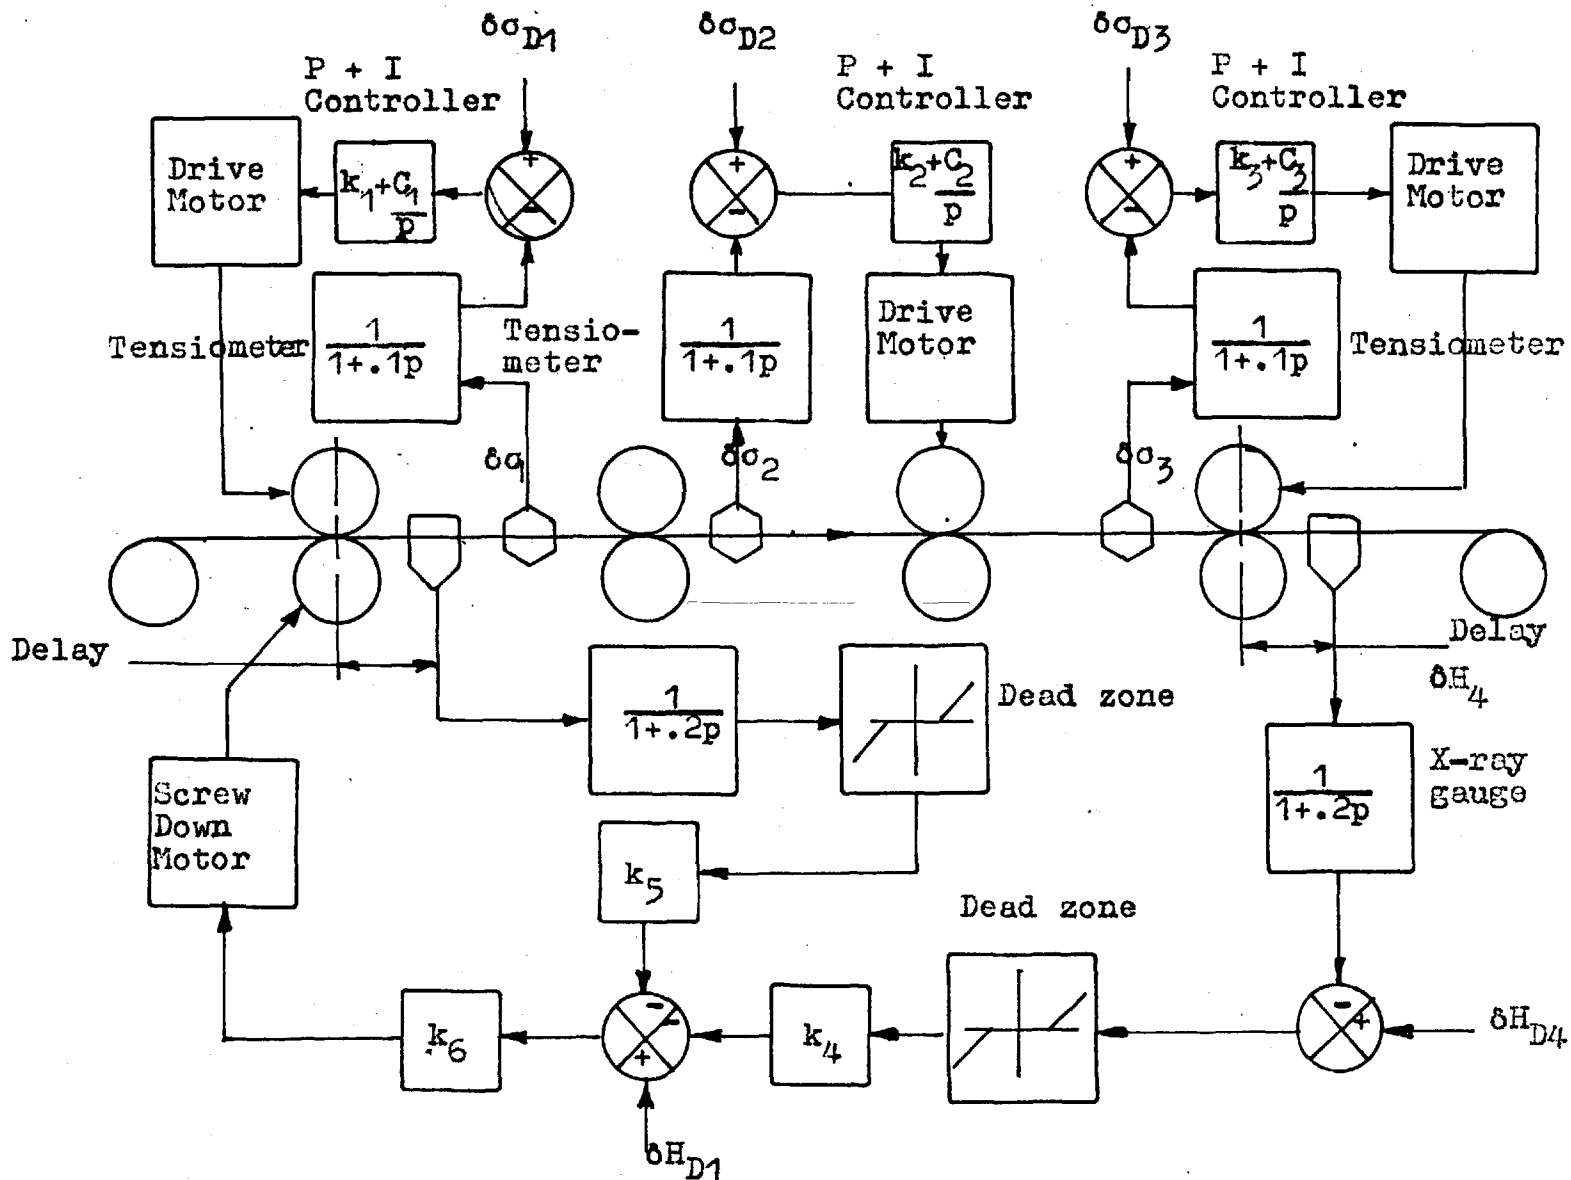 δσD1
δσD2
δσD3
P + I
Controller
P + I
Controller
P + I
Controller
Drive
Motor
k1+C1
p
+
-
+
-
k2+C2
p
+
-
k3+C3
p
Drive
Motor
Tensiometer
1
1+.1p
Tensio-
meter
1
1+.1p
Drive
Motor
1
1+.1p
Tensiometer
δσ1
δσ2
δσ3
Delay
Delay
δH4
1
1+.2p
Dead zone
X-ray
gauge
1
1+.2p
Screw
Down
Motor
k5
Dead zone
k6
-
-
+
k4
-
+
δHD4
δHD1